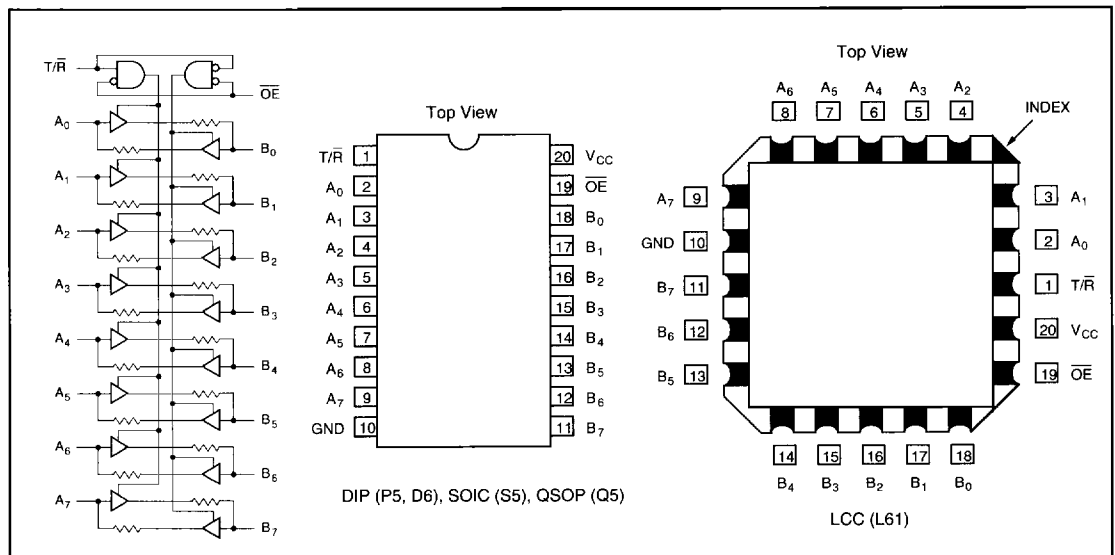 T/R̅
O̅E̅
A₀
B₀
A₁
B₁
A₂
B₂
A₃
B₃
A₄
B₄
A₅
B₅
A₆
B₆
A₇
B₇
Top View
T/R̅ 1
A₀ 2
A₁ 3
A₂ 4
A₃ 5
A₄ 6
A₅ 7
A₆ 8
A₇ 9
GND 10
20 VCC
19 O̅E̅
18 B₀
17 B₁
16 B₂
15 B₃
14 B₄
13 B₅
12 B₆
11 B₇
DIP (P5, D6), SOIC (S5), QSOP (Q5)
Top View
A₆ A₅ A₄ A₃ A₂
8 7 6 5 4
INDEX
A₇ 9
GND 10
B₇ 11
B₆ 12
B₅ 13
3 A₁
2 A₀
1 T/R̅
20 VCC
19 O̅E̅
14 15 16 17 18
B₄ B₃ B₂ B₁ B₀
LCC (L61)